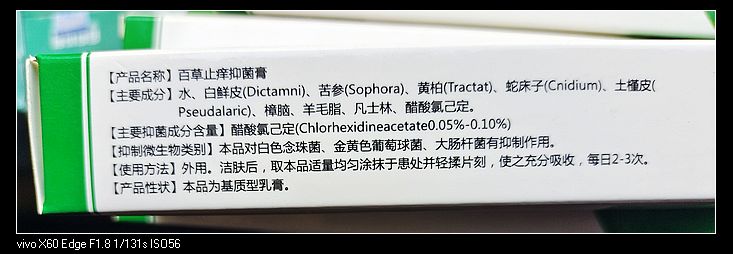 【产品名称】百草止痒抑菌膏
【主要成分】水、白鲜皮(Dictamni)、苦参(Sophora)、黄柏(Tractat)、蛇床子(Cnidium)、土槿皮(
Pseudalaric)、樟脑、羊毛脂、凡士林、醋酸氯己定。
【主要抑菌成分含量】醋酸氯己定(Chlorhexidineacetate0.05%-0.10%)
【抑制微生物类别】本品对白色念珠菌、金黄色葡萄球菌、大肠杆菌有抑制作用。
【使用方法】外用。洁肤后，取本品适量均匀涂抹于患处并轻揉片刻，使之充分吸收，每日2-3次。
【产品性状】本品为基质型乳膏。
vivo X60 Edge F1.8 1/131s ISO56